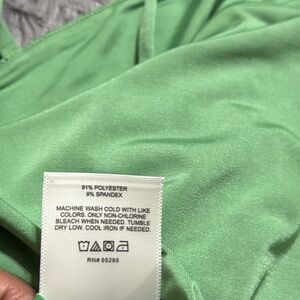 91% POLYESTER
9% SPANDEX
MACHINE WASH COLD WITH LIKE
COLORS. ONLY NON-CHLORINE
BLEACH WHEN NEEDED. TUMBLE
DRY LOW. COOL IRON IF NEEDED.
RN# 55285